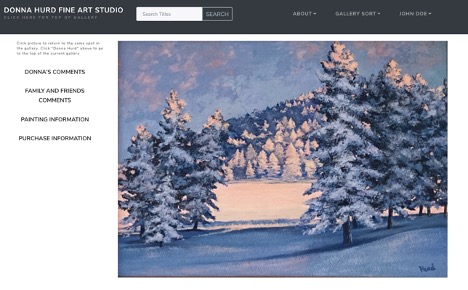 DONNA HURD FINE ART STUDIO
CLICK HERE FOR TOP OF GALLERY
Search Titles
SEARCH
ABOUT
GALLERY SORT
JOHN DOE
Click picture to return to the same spot in
the gallery. Click "Donna Hurd" above to go
to the top of the current gallery
DONNA'S COMMENTS
FAMILY AND FRIENDS
COMMENTS
PAINTING INFORMATION
PURCHASE INFORMATION
Hurd